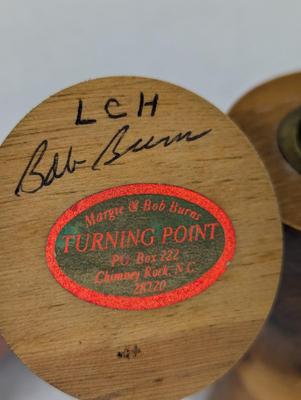 LCH
Bob Burns
Margie & Bob Burns
TURNING POINT
P.O. Box 222
Chimney Rock, N.C.
28720